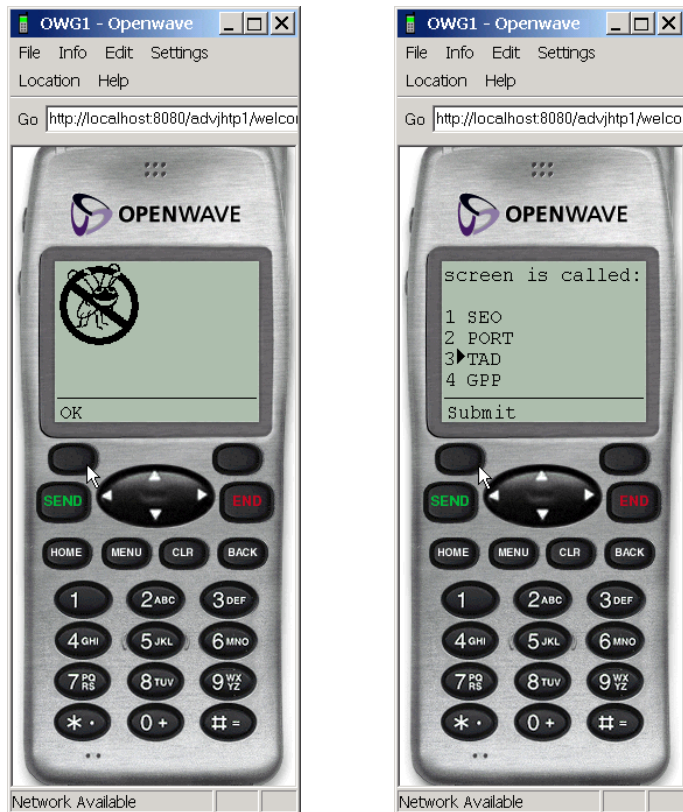 OWG1 - Openwave
File Info Edit Settings
Location Help
Go http://localhost:8080/advjhtp1/welco
OPENWAVE
OK
SEND
END
HOME MENU CLR BACK
1 2ABC 3DEF
4GHI 5JKL 6MNO
7PQRS 8TUV 9WXYZ
* · 0 + # =
Network Available
OWG1 - Openwave
File Info Edit Settings
Location Help
Go http://localhost:8080/advjhtp1/welco
OPENWAVE
screen is called:
1 SEO
2 PORT
3 TAD
4 GPP
Submit
SEND
END
HOME MENU CLR BACK
1 2ABC 3DEF
4GHI 5JKL 6MNO
7PQRS 8TUV 9WXYZ
* · 0 + # =
Network Available